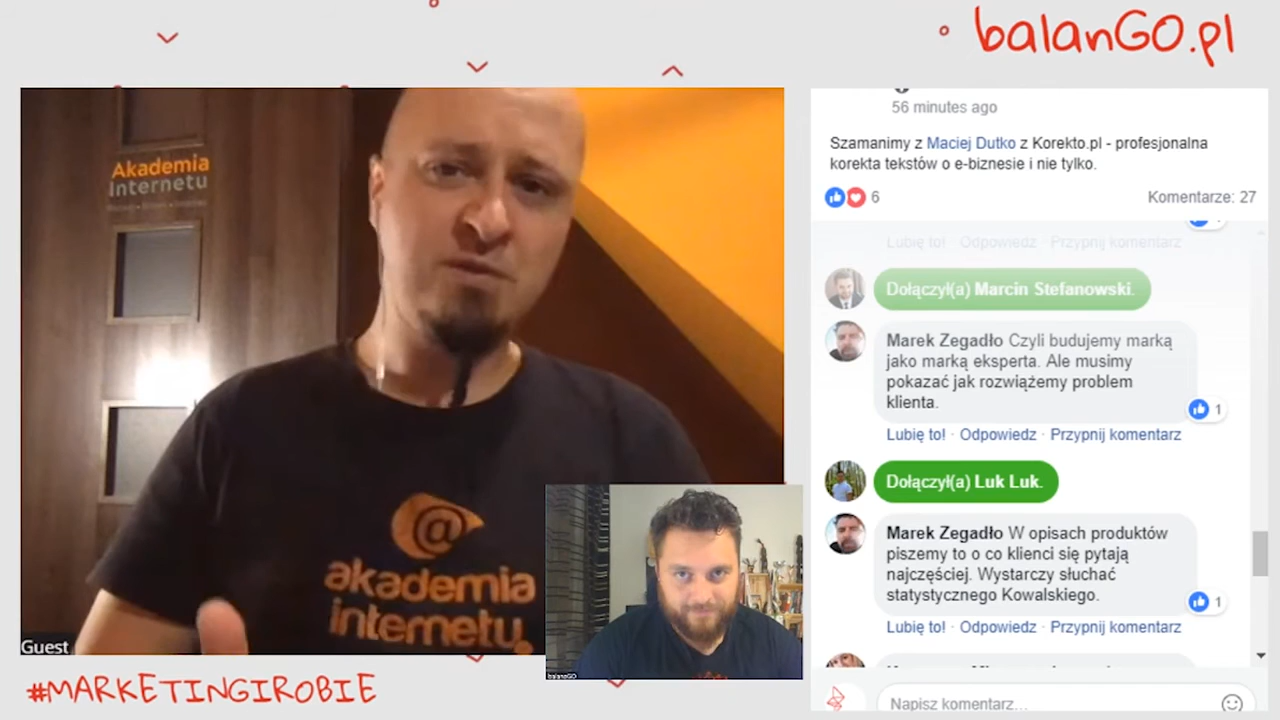 balanGO.pl
Akademia
Internetu
akademia
internetu
Guest
balanGO
#MARKETINGIROBIE
56 minutes ago
Szamanimy z Maciej Dutko z Korekto.pl - profesjonalna
korekta tekstów o e-biznesie i nie tylko.
6
Komentarze: 27
Lubię to! · Odpowiedz · Przypnij komentarz
Dołączył(a) Marcin Stefanowski.
Marek Zegadło Czyli budujemy marką
jako marką eksperta. Ale musimy
pokazać jak rozwiążemy problem
klienta.
1
Lubię to! · Odpowiedz · Przypnij komentarz
Dołączył(a) Luk Luk.
Marek Zegadło W opisach produktów
piszemy to o co klienci się pytają
najczęściej. Wystarczy słuchać
statystycznego Kowalskiego.
1
Lubię to! · Odpowiedz · Przypnij komentarz
Napisz komentarz...